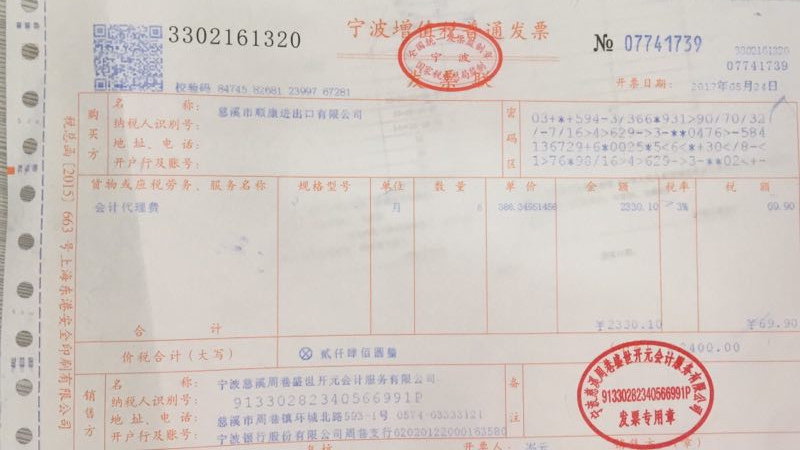 3302161320
宁波增值税普通发票
全国统一发票监制章
宁波
国家税务局监制
发票联
№ 07741739
3302161320
07741739
校验码 84745 82681 23997 67281
开票日期: 2017年05月24日
购买方
名 称: 慈溪市顺康进出口有限公司
纳税人识别号:
地址、电话:
开户行及账号:
密码区
03+*+594-3/366*931>90/70/32
/-7/16>4>629->3-**0476>-584
136729+6*0025*5<6*+30</8-<
1>76*98/16>4>629->3-**02<+-
货物或应税劳务、服务名称 规格型号 单位 数量 单价 金额 税率 税额
会计代理费 月 6 2330.10 3% 69.90
合计 ¥2330.10 ¥69.90
价税合计(大写) ⊗ 贰仟肆佰圆整 2400.00
销售方
名 称: 宁波慈溪周巷盛世开元会计服务有限公司
纳税人识别号: 91330282340566991P
地址、电话: 慈溪市周巷镇环城北路593-1号 0574-63333121
开户行及账号: 宁波银行股份有限公司周巷支行62020122000163580
备注
宁波慈溪周巷盛世开元会计服务有限公司
91330282340566991P
发票专用章
开票人:
税总函〔2015〕663号上海东港安全印刷有限公司